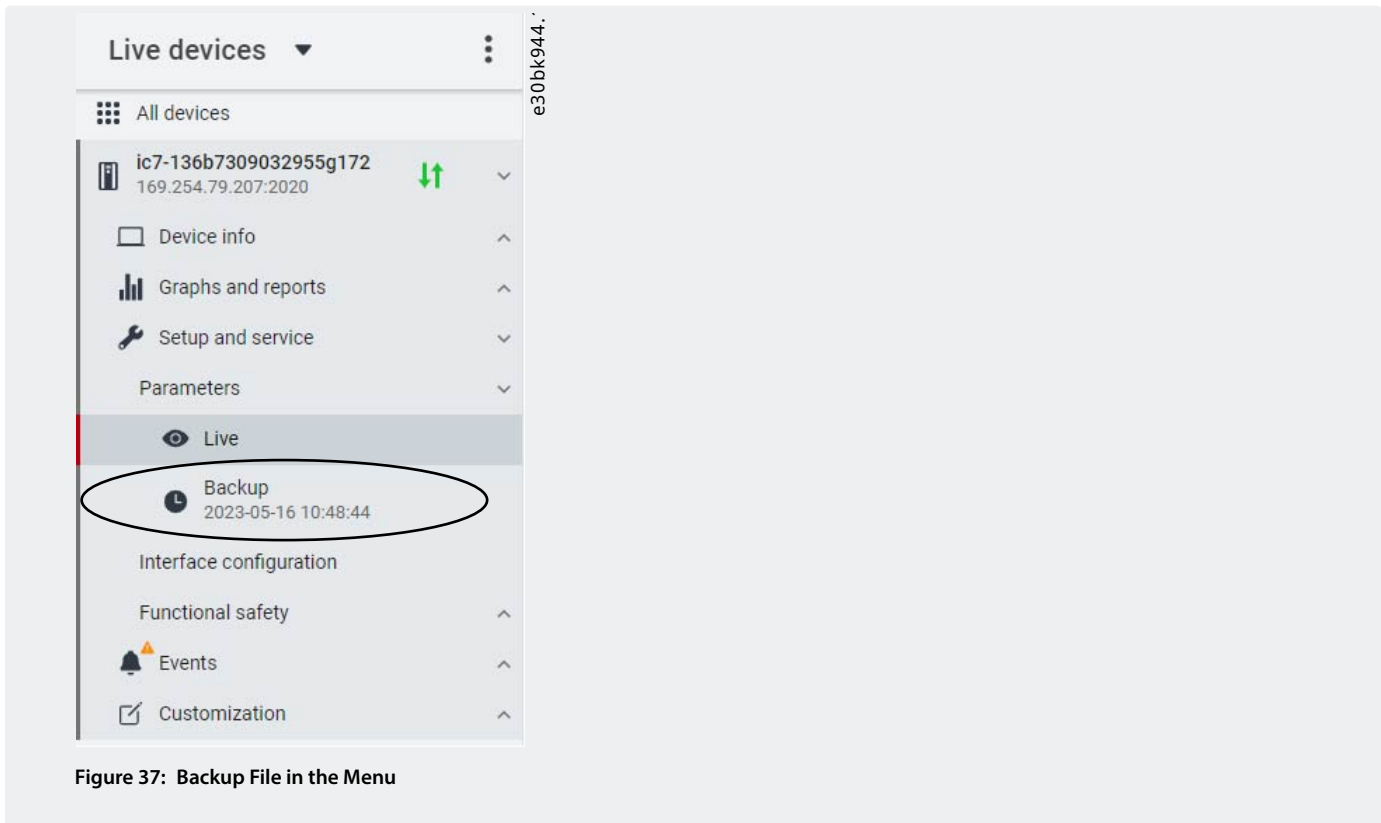 Live devices
e30bk944.
All devices
ic7-136b7309032955g172
169.254.79.207:2020
Device info
Graphs and reports
Setup and service
Parameters
Live
Backup
2023-05-16 10:48:44
Interface configuration
Functional safety
Events
Customization
Figure 37: Backup File in the Menu